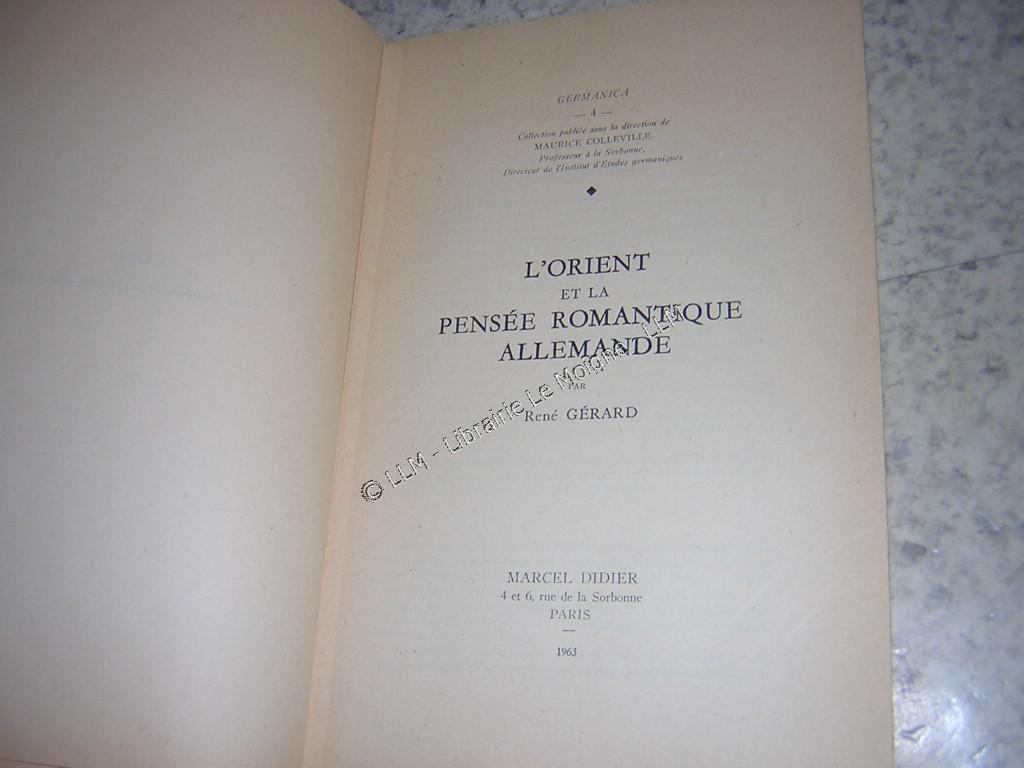 GERMANICA
— 4 —
Collection publiée sous la direction de
MAURICE COLLEVILLE
Professeur à la Sorbonne,
Directeur de l'Institut d'Etudes germaniques
L'ORIENT
ET LA
PENSÉE ROMANTIQUE
ALLEMANDE
PAR
René GÉRARD
MARCEL DIDIER
4 et 6, rue de la Sorbonne
PARIS
—
1963
© LLM - Librairie Le Moigne - LLM